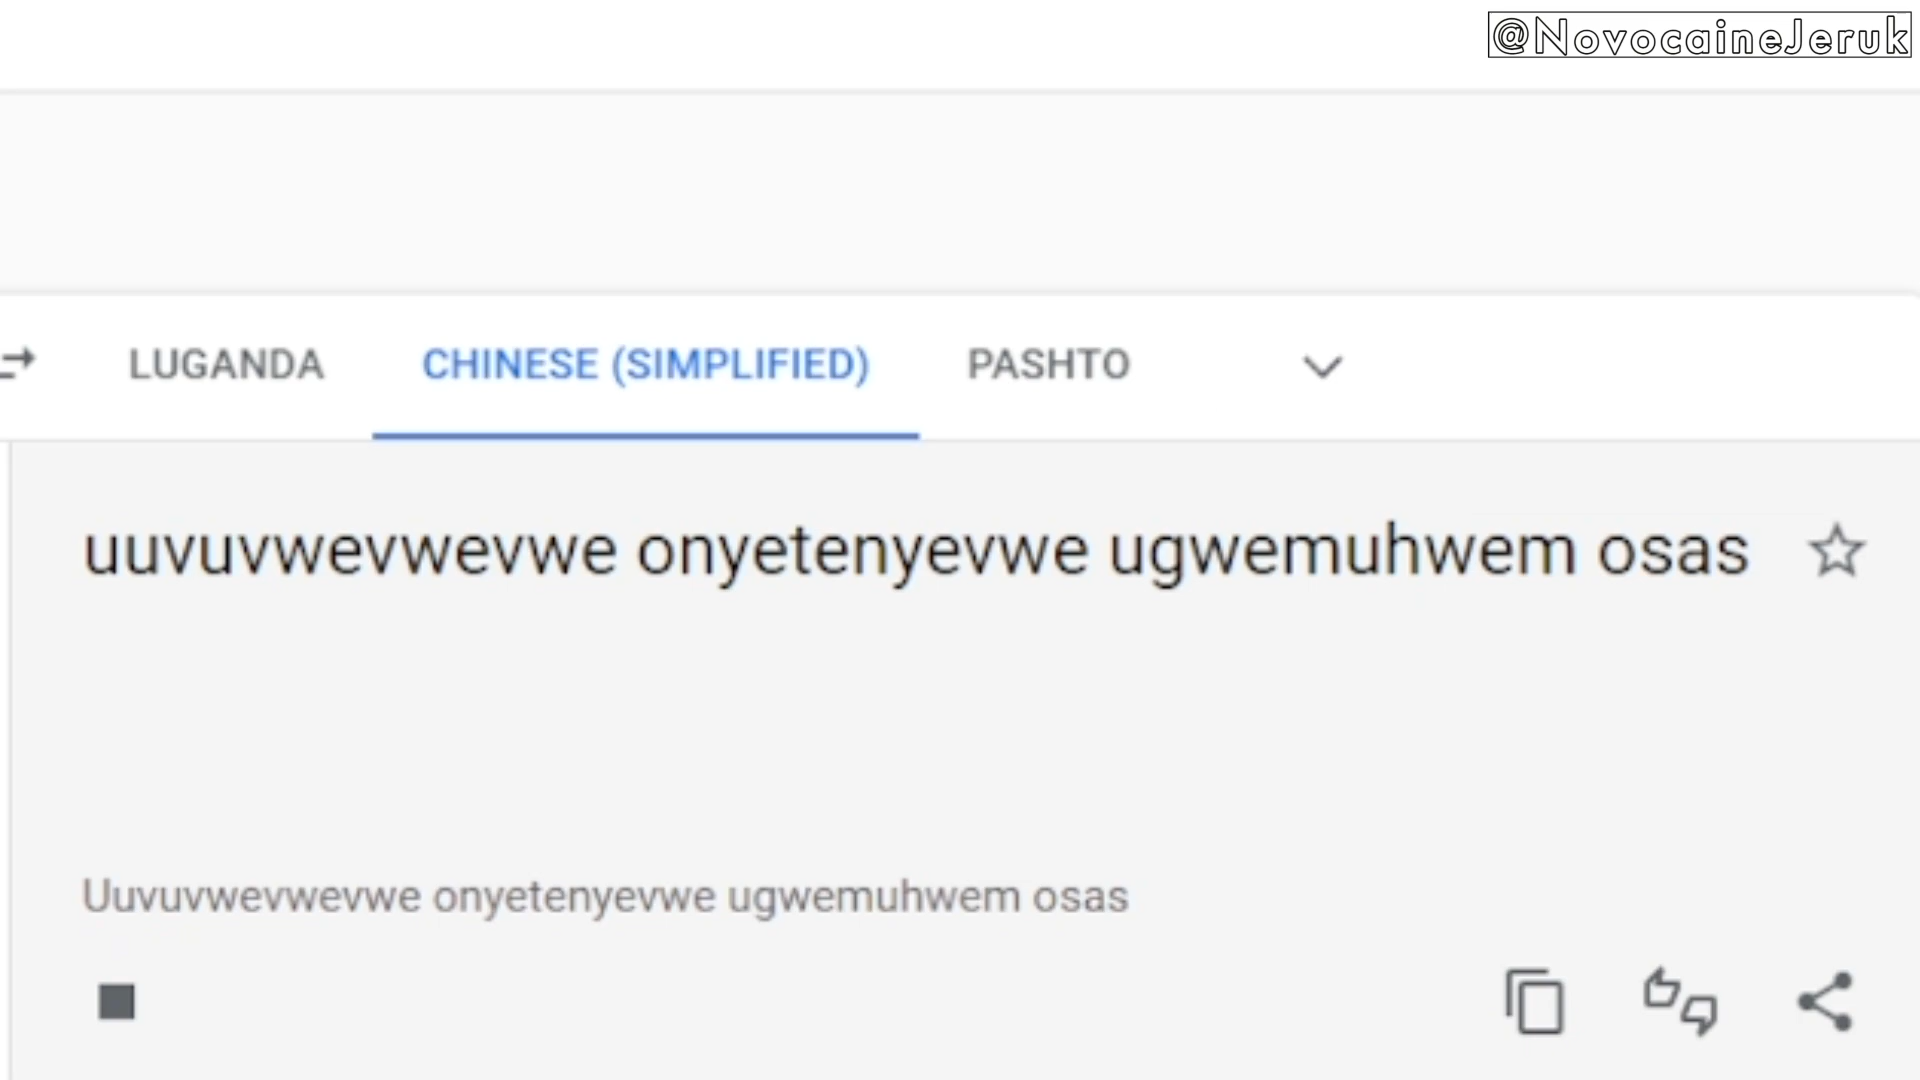 @NovocaineJeruk
LUGANDA CHINESE (SIMPLIFIED) PASHTO
uuvuvwevwevwe onyetenyevwe ugwemuhwem osas
Uuvuvwevwevwe onyetenyevwe ugwemuhwem osas